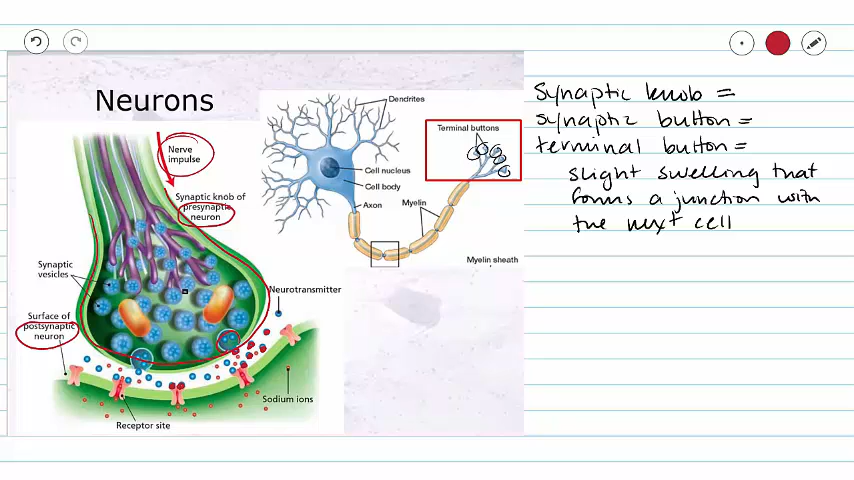 Neurons
Nerve
impulse
Synaptic knob of
presynaptic
neuron
Synaptic
vesicles
Surface of
postsynaptic
neuron
Neurotransmitter
Sodium ions
Receptor site
Dendrites
Terminal buttons
Cell nucleus
Cell body
Axon
Myelin
Myelin sheath
Synaptic knob =
synaptic button =
terminal button =
slight swelling that
forms a junction with
the next cell